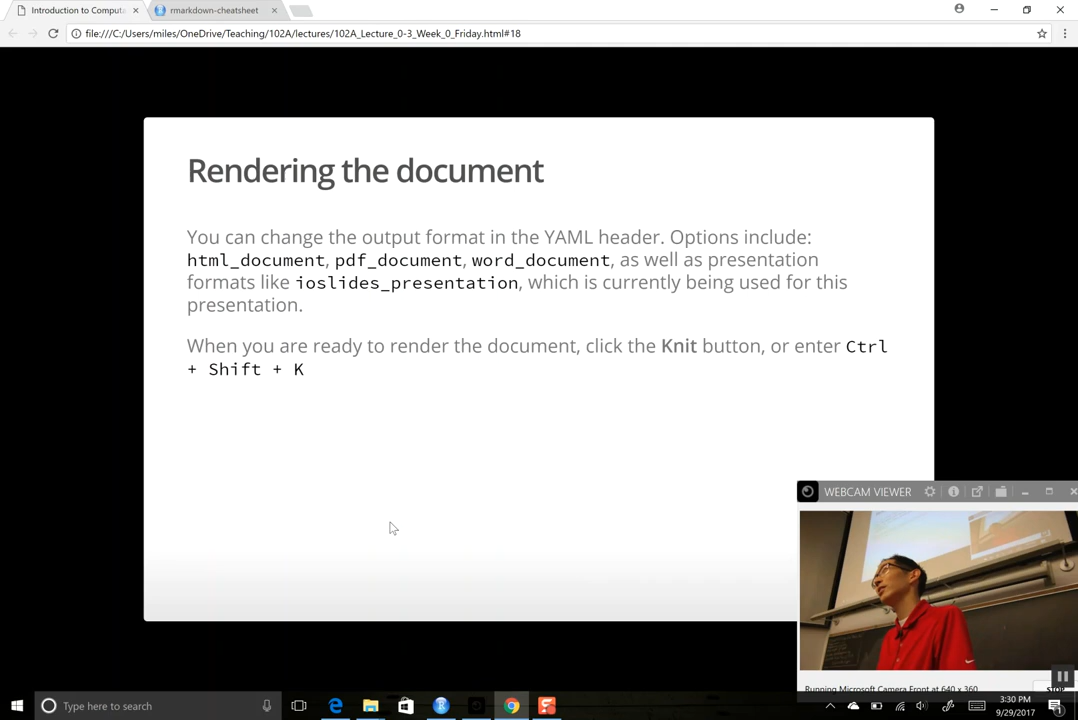 Introduction to Computa
rmarkdown-cheatsheet
file:///C:/Users/miles/OneDrive/Teaching/102A/lectures/102A_Lecture_0-3_Week_0_Friday.html#18
Rendering the document
You can change the output format in the YAML header. Options include:
html_document, pdf_document, word_document, as well as presentation
formats like ioslides_presentation, which is currently being used for this
presentation.
When you are ready to render the document, click the Knit button, or enter Ctrl
+ Shift + K
WEBCAM VIEWER
Running Microsoft Camera Front at 640 x 360
STOP
Type here to search
3:30 PM
9/29/2017